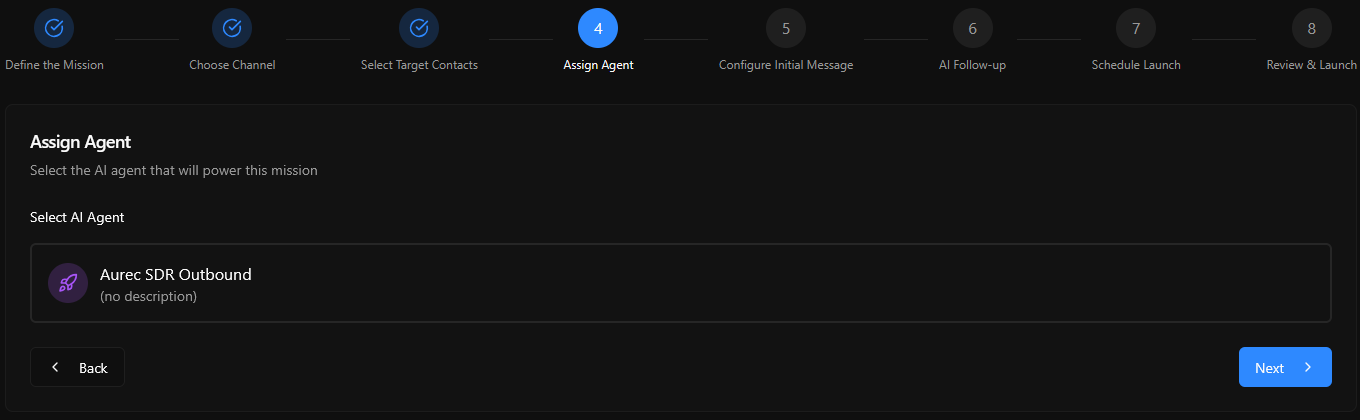 4
5
6
7
8
Define the Mission
Choose Channel
Select Target Contacts
Assign Agent
Configure Initial Message
AI Follow-up
Schedule Launch
Review & Launch
Assign Agent
Select the AI agent that will power this mission
Select AI Agent
Aurec SDR Outbound
(no description)
Back
Next